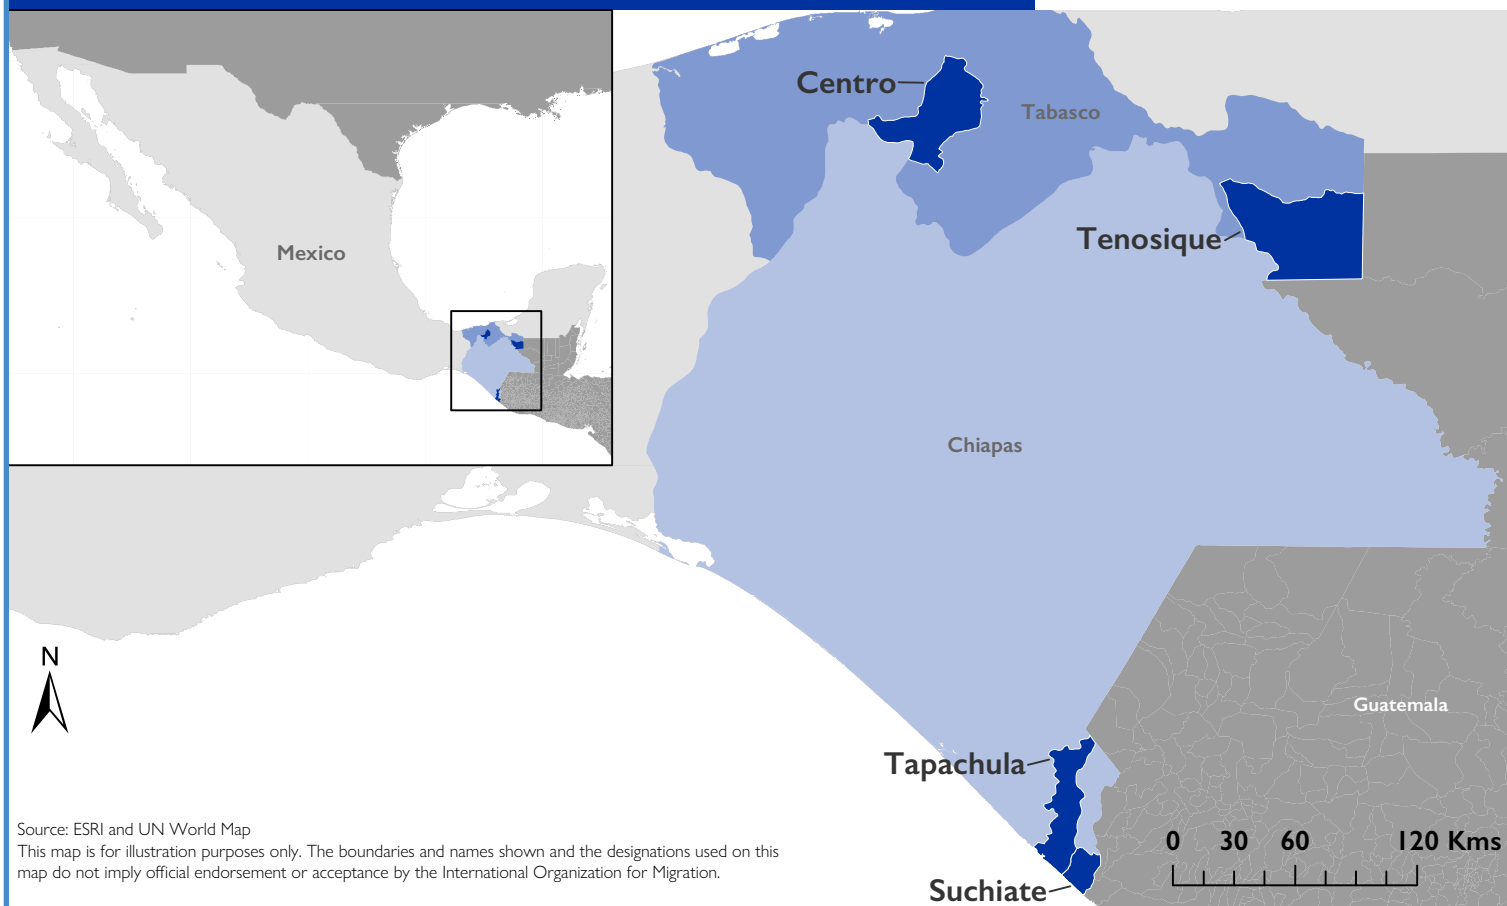 Centro
Tabasco
Tenosique
Mexico
Chiapas
N
Guatemala
Tapachula
Source: ESRI and UN World Map
This map is for illustration purposes only. The boundaries and names shown and the designations used on this
map do not imply official endorsement or acceptance by the International Organization for Migration.
0 30 60 120 Kms
Suchiate